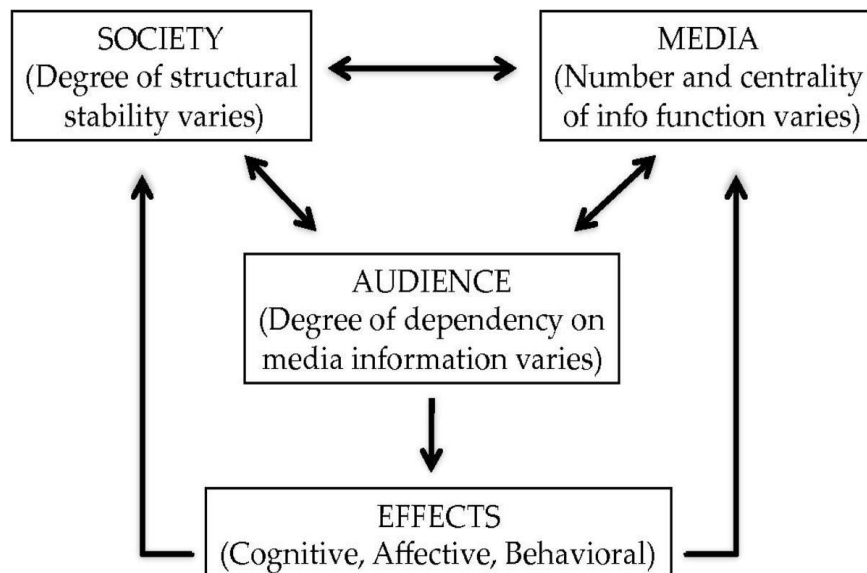 SOCIETY
(Degree of structural
stability varies)
MEDIA
(Number and centrality
of info function varies)
AUDIENCE
(Degree of dependency on
media information varies)
EFFECTS
(Cognitive, Affective, Behavioral)